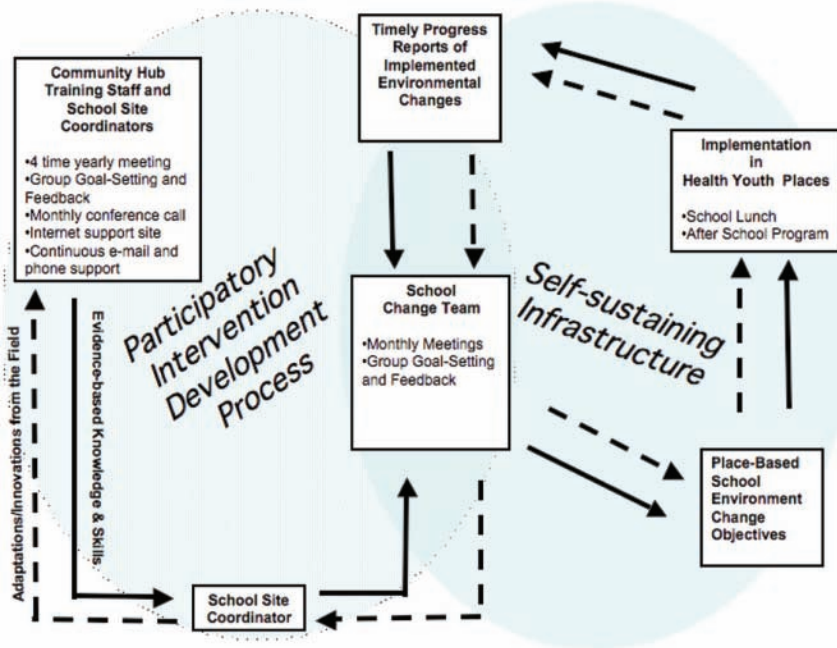 Community Hub
Training Staff and
School Site
Coordinators
•4 time yearly meeting
•Group Goal-Setting and
Feedback
•Monthly conference call
•Internet support site
•Continuous e-mail and
phone support
Timely Progress
Reports of
Implemented
Environmental
Changes
Implementation
in
Health Youth Places
•School Lunch
•After School Program
Participatory
Intervention
Development
Process
School
Change Team
•Monthly Meetings
•Group Goal-Setting
and Feedback
Self-sustaining
Infrastructure
Adaptations/Innovations from the Field
Evidence-based Knowledge & Skills
Place-Based
School
Environment
Change
Objectives
School Site
Coordinator